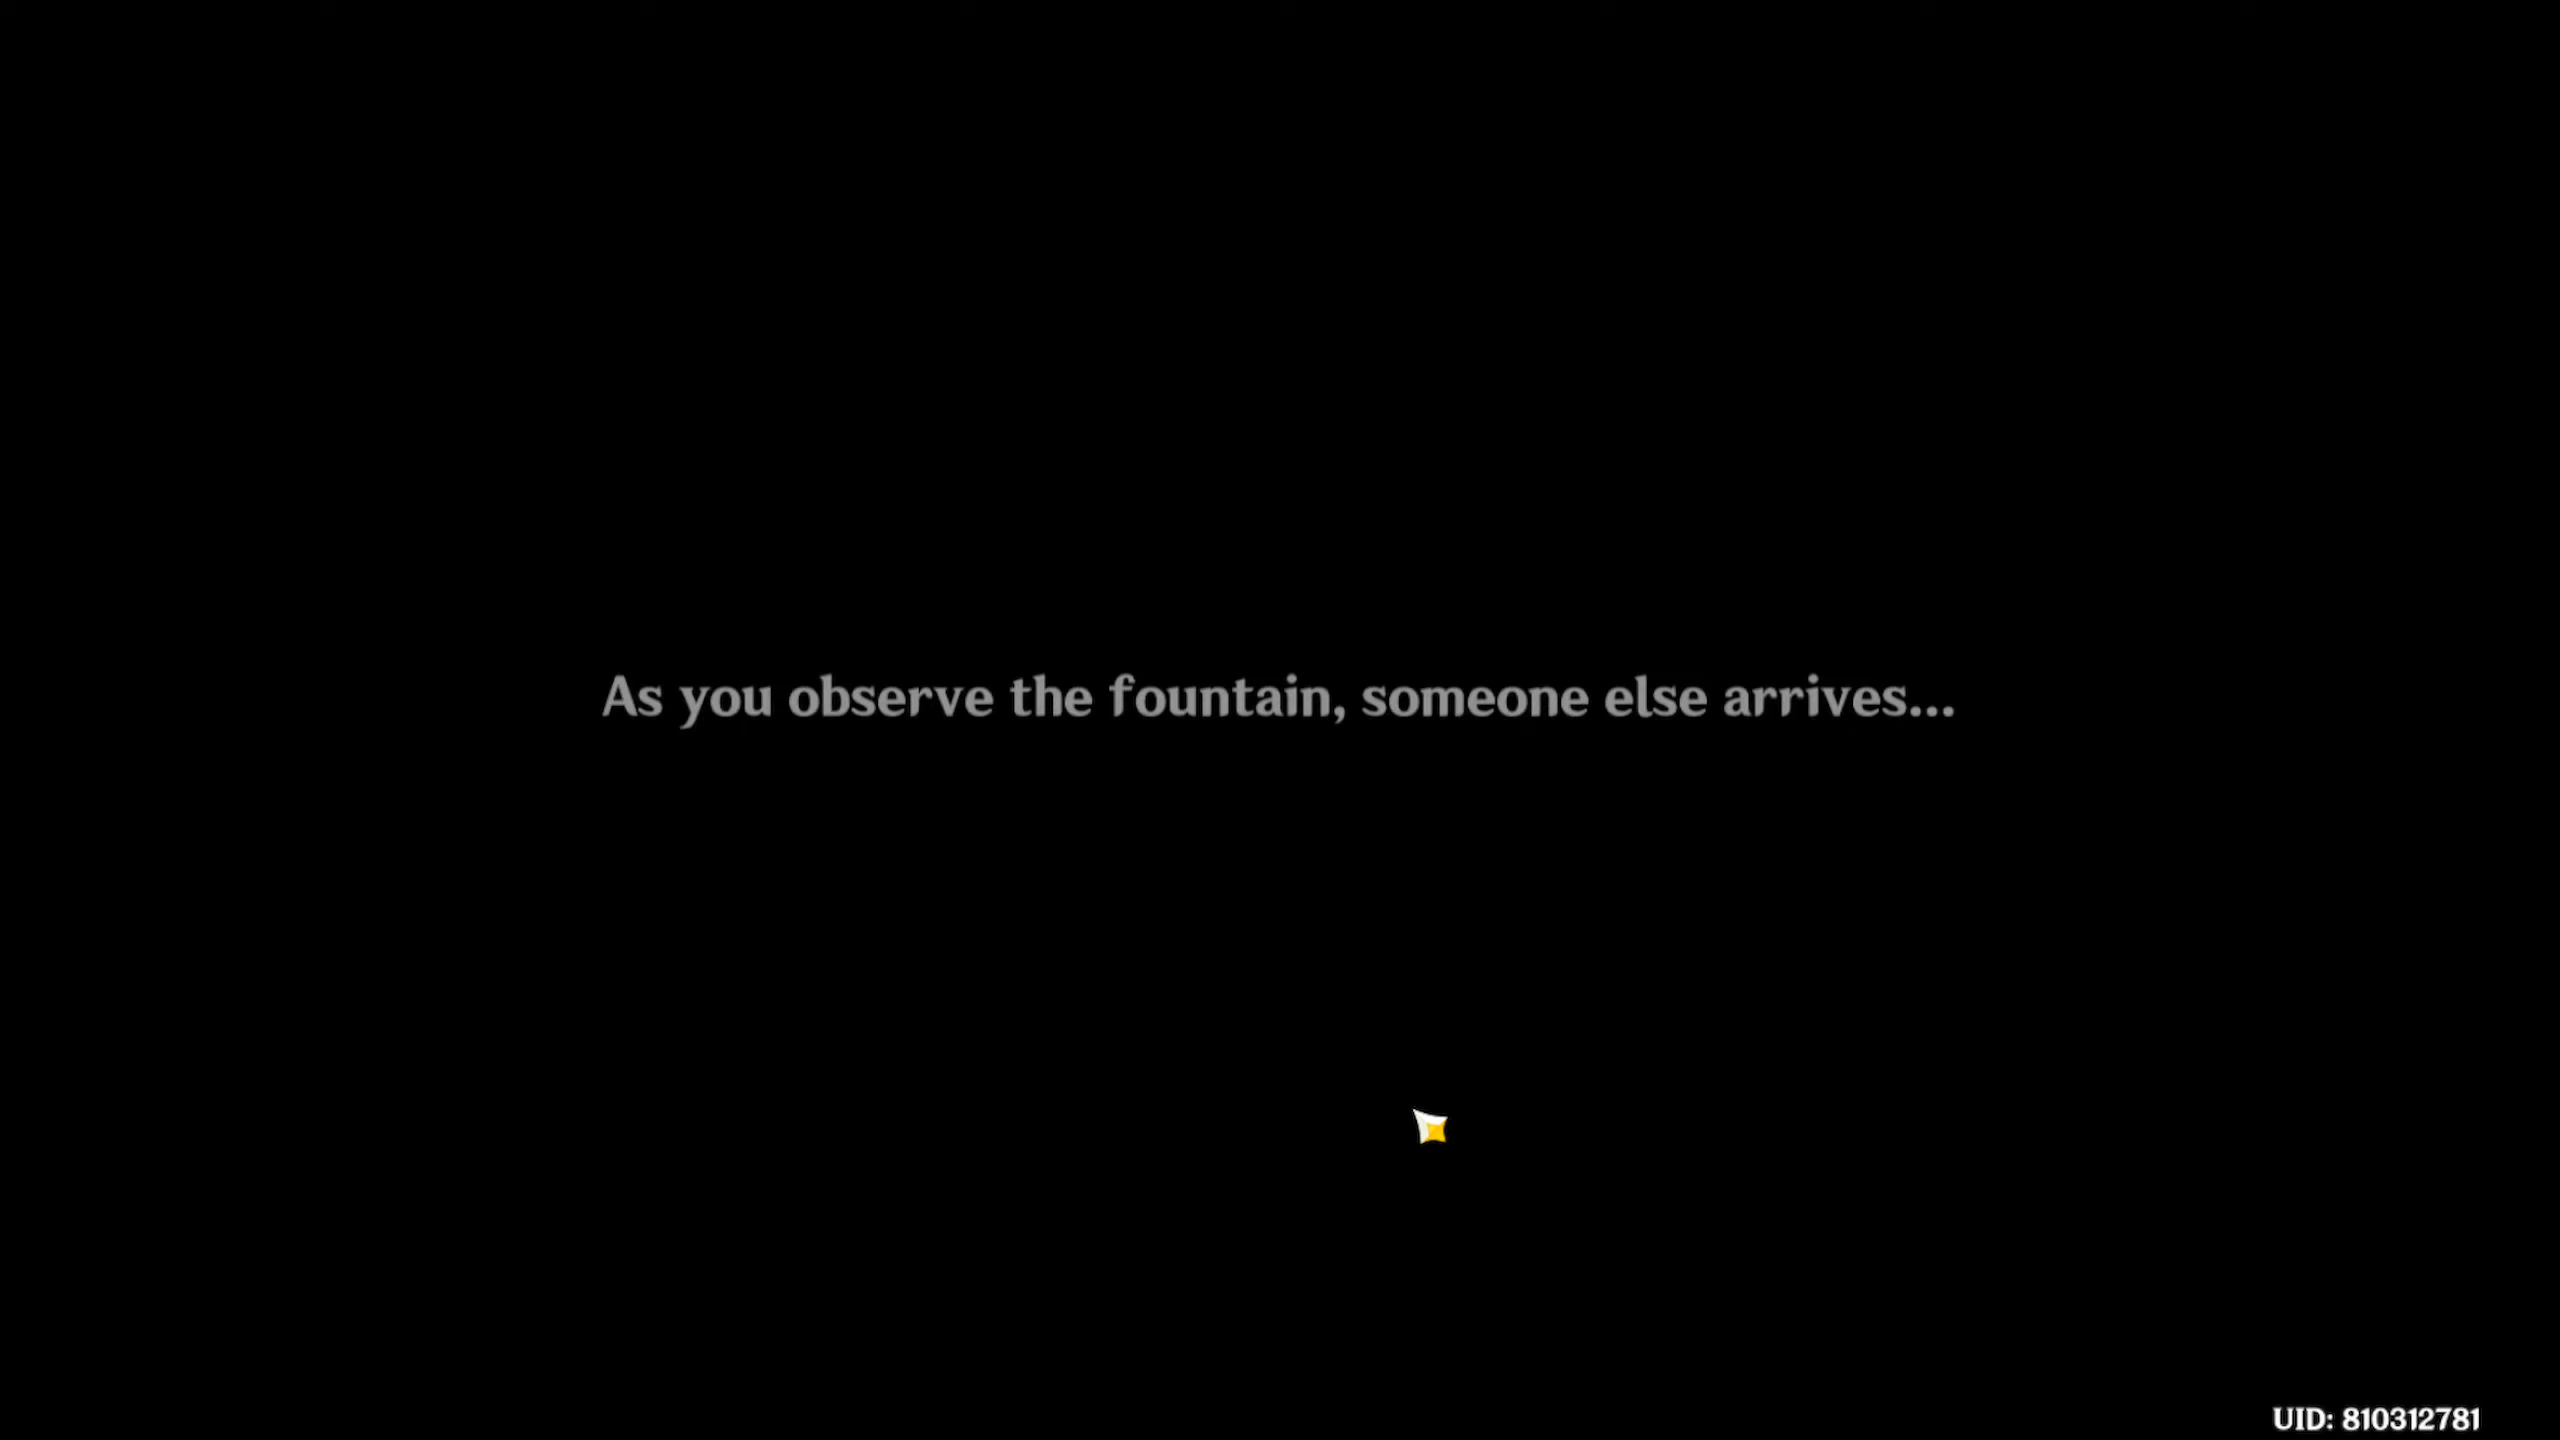 As you observe the fountain, someone else arrives...
UID: 810312781